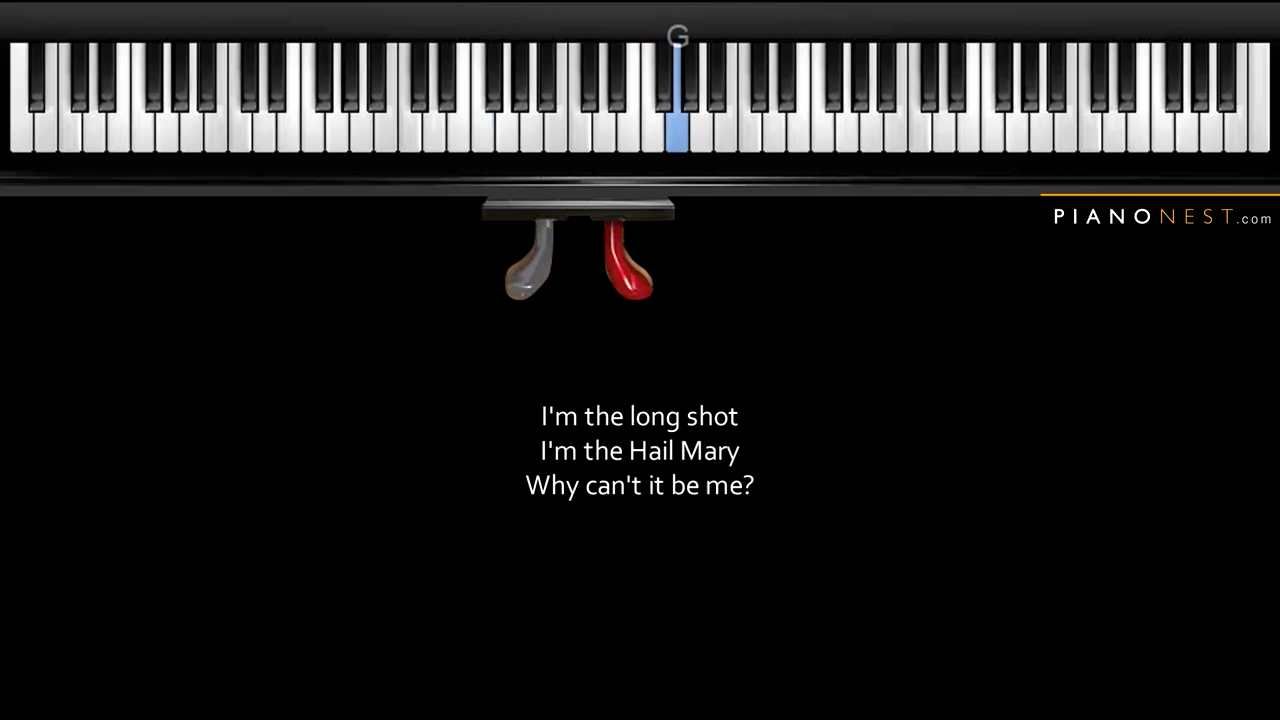 G
PIANONEST.com
I'm the long shot
I'm the Hail Mary
Why can't it be me?